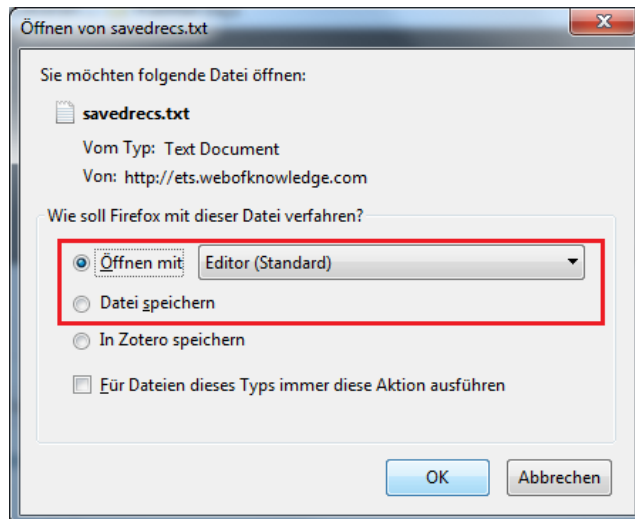 Öffnen von savedrecs.txt
Sie möchten folgende Datei öffnen:
savedrecs.txt
Vom Typ: Text Document
Von: http://ets.webofknowledge.com
Wie soll Firefox mit dieser Datei verfahren?
Öffnen mit Editor (Standard)
Datei speichern
In Zotero speichern
Für Dateien dieses Typs immer diese Aktion ausführen
OK Abbrechen